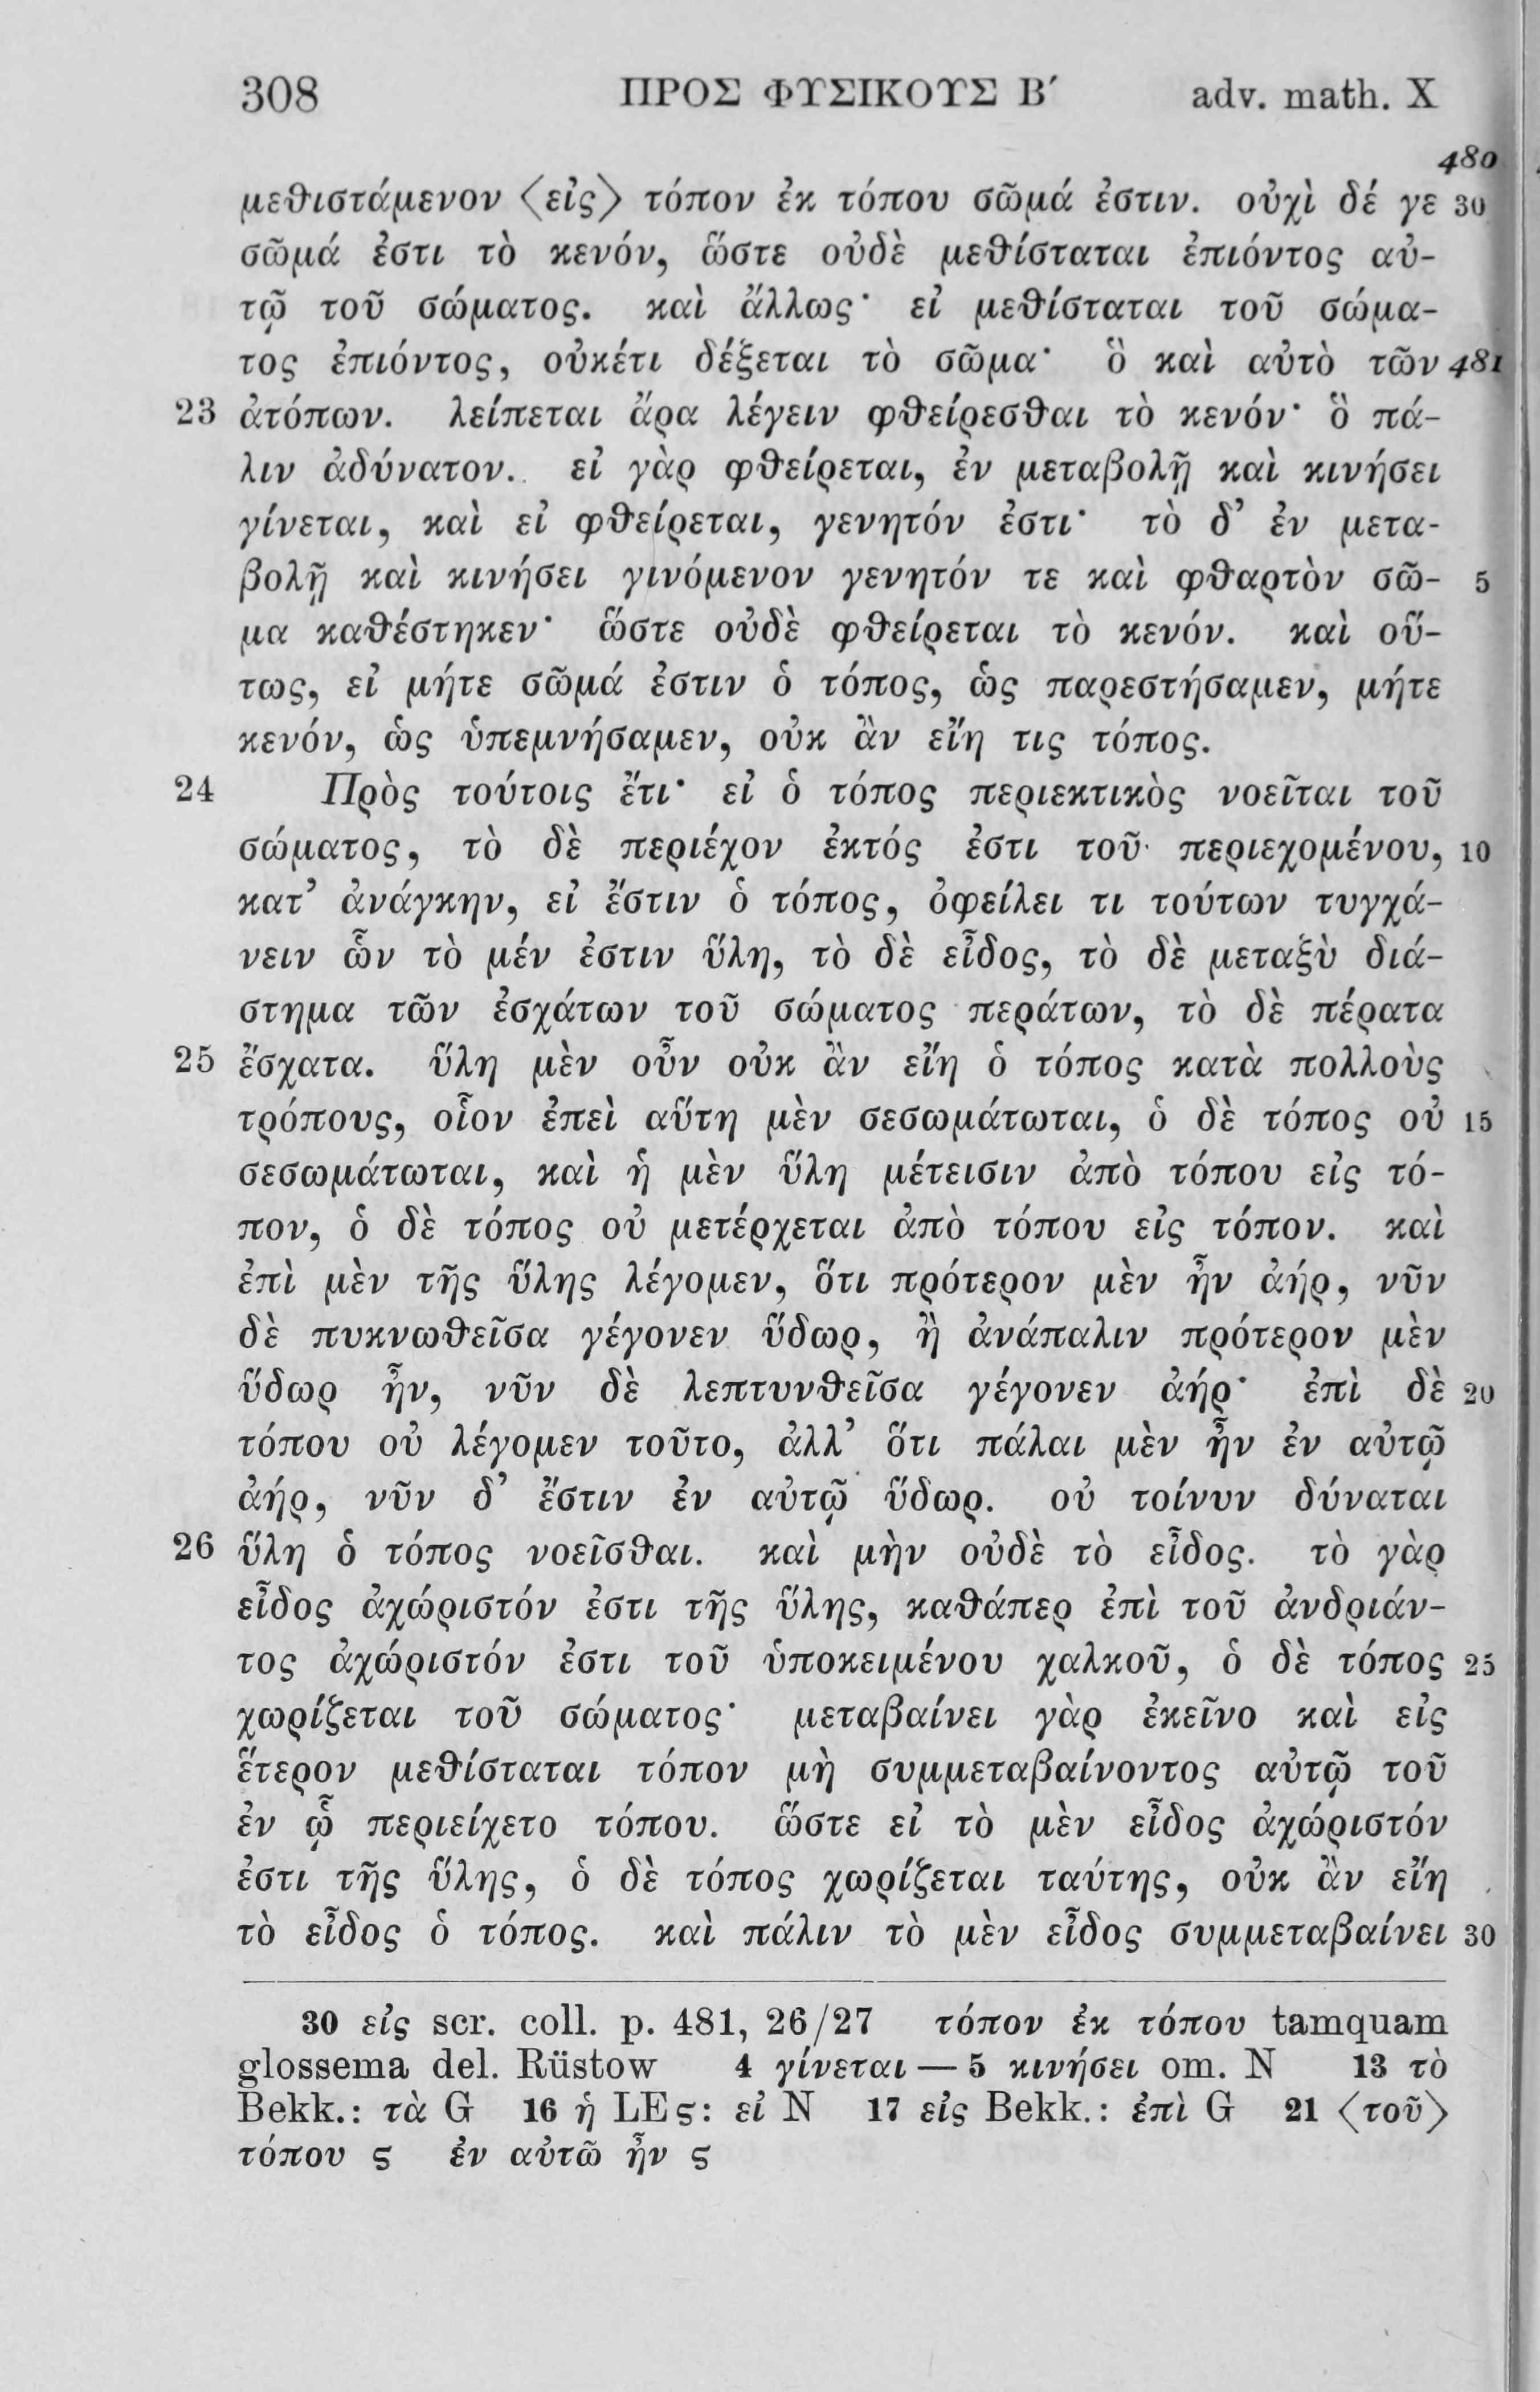 308 ΠΡΟΣ ΦΥΣΙΚΟΥΣ Β′ adv. math. X
480
μεθιστάμενον ⟨εἰς⟩ τόπον ἐκ τόπου σῶμά ἐστιν. οὐχὶ δέ γε 30
σῶμά ἐστι τὸ κενόν, ὥστε οὐδὲ μεθίσταται ἐπιόντος αὐ-
τῷ τοῦ σώματος. καὶ ἄλλως· εἰ μεθίσταται τοῦ σώμα-
τος ἐπιόντος, οὐκέτι δέξεται τὸ σῶμα· ὃ καὶ αὐτὸ τῶν 481
23 ἀτόπων. λείπεται ἄρα λέγειν φθείρεσθαι τὸ κενόν· ὃ πά-
λιν ἀδύνατον. εἰ γὰρ φθείρεται, ἐν μεταβολῇ καὶ κινήσει
γίνεται, καὶ εἰ φθείρεται, γενητόν ἐστι· τὸ δ’ ἐν μετα-
βολῇ καὶ κινήσει γινόμενον γενητόν τε καὶ φθαρτὸν σῶ- 5
μα καθέστηκεν· ὥστε οὐδὲ φθείρεται τὸ κενόν. καὶ οὕ-
τως, εἰ μήτε σῶμά ἐστιν ὁ τόπος, ὡς παρεστήσαμεν, μήτε
κενόν, ὡς ὑπεμνήσαμεν, οὐκ ἂν εἴη τις τόπος.
24 Πρὸς τούτοις ἔτι· εἰ ὁ τόπος περιεκτικὸς νοεῖται τοῦ
σώματος, τὸ δὲ περιέχον ἐκτός ἐστι τοῦ περιεχομένου, 10
κατ’ ἀνάγκην, εἰ ἔστιν ὁ τόπος, ὀφείλει τι τούτων τυγχά-
νειν ὧν τὸ μέν ἐστιν ὕλη, τὸ δὲ εἶδος, τὸ δὲ μεταξὺ διά-
στημα τῶν ἐσχάτων τοῦ σώματος περάτων, τὸ δὲ πέρατα
25 ἔσχατα. ὕλη μὲν οὖν οὐκ ἂν εἴη ὁ τόπος κατὰ πολλοὺς
τρόπους, οἷον ἐπεὶ αὕτη μὲν σεσωμάτωται, ὁ δὲ τόπος οὐ 15
σεσωμάτωται, καὶ ἡ μὲν ὕλη μέτεισιν ἀπὸ τόπου εἰς τό-
πον, ὁ δὲ τόπος οὐ μετέρχεται ἀπὸ τόπου εἰς τόπον. καὶ
ἐπὶ μὲν τῆς ὕλης λέγομεν, ὅτι πρότερον μὲν ἦν ἀήρ, νῦν
δὲ πυκνωθεῖσα γέγονεν ὕδωρ, ἢ ἀνάπαλιν πρότερον μὲν
ὕδωρ ἦν, νῦν δὲ λεπτυνθεῖσα γέγονεν ἀήρ· ἐπὶ δὲ 20
τόπου οὐ λέγομεν τοῦτο, ἀλλ’ ὅτι πάλαι μὲν ἦν ἐν αὐτῷ
ἀήρ, νῦν δ’ ἔστιν ἐν αὐτῷ ὕδωρ. οὐ τοίνυν δύναται
26 ὕλη ὁ τόπος νοεῖσθαι. καὶ μὴν οὐδὲ τὸ εἶδος. τὸ γὰρ
εἶδος ἀχώριστόν ἐστι τῆς ὕλης, καθάπερ ἐπὶ τοῦ ἀνδριάν-
τος ἀχώριστόν ἐστι τοῦ ὑποκειμένου χαλκοῦ, ὁ δὲ τόπος 25
χωρίζεται τοῦ σώματος· μεταβαίνει γὰρ ἐκεῖνο καὶ εἰς
ἕτερον μεθίσταται τόπον μὴ συμμεταβαίνοντος αὐτῷ τοῦ
ἐν ᾧ περιείχετο τόπου. ὥστε εἰ τὸ μὲν εἶδος ἀχώριστόν
ἐστι τῆς ὕλης, ὁ δὲ τόπος χωρίζεται ταύτης, οὐκ ἂν εἴη
τὸ εἶδος ὁ τόπος. καὶ πάλιν τὸ μὲν εἶδος συμμεταβαίνει 30
30 εἰς scr. coll. p. 481, 26/27 τόπον ἐκ τόπου tamquam
glossema del. Rüstow 4 γίνεται — 5 κινήσει om. N 13 τὸ
Bekk.: τὰ G 16 ἡ LEς: εἰ N 17 εἰς Bekk.: ἐπὶ G 21 ⟨τοῦ⟩
τόπου ς ἐν αὐτῶ ἦν ς